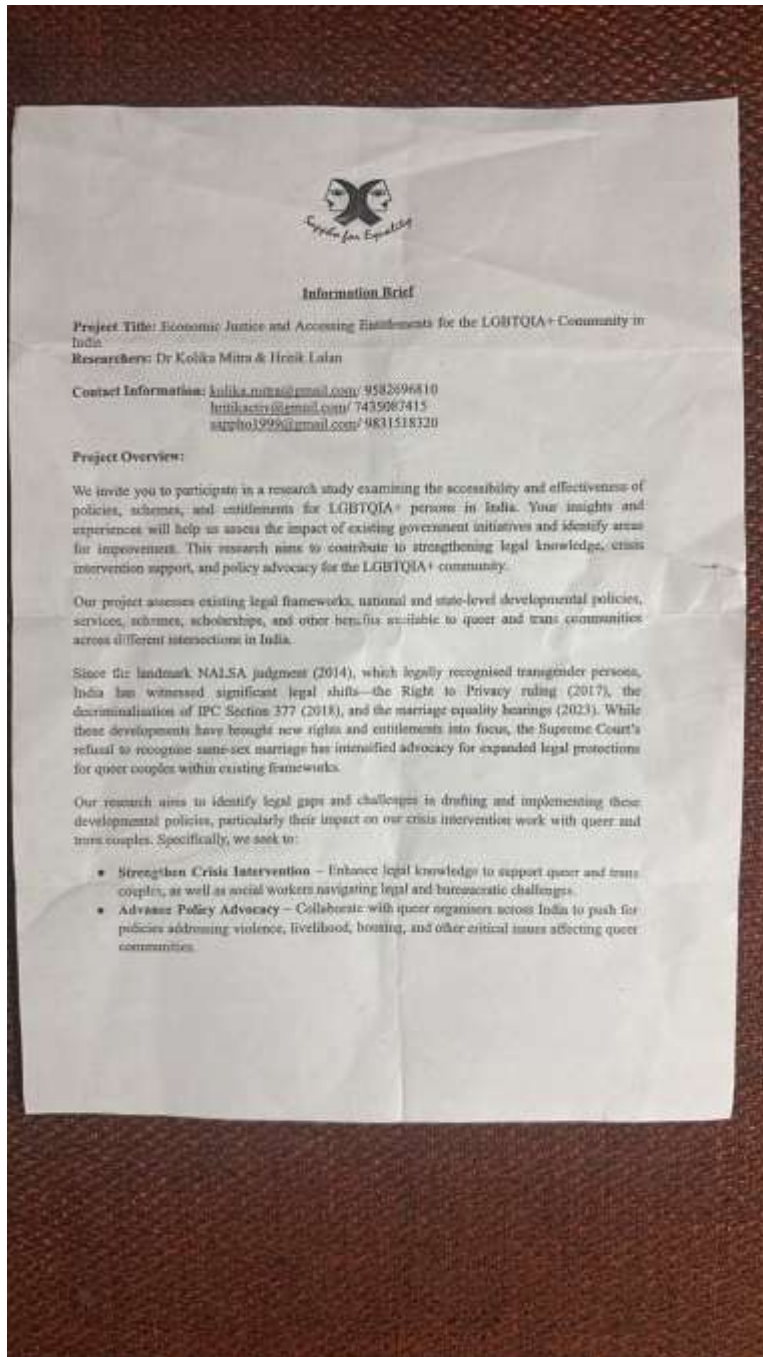 Sappho for Equality
Information Brief
Project Title: Economic Justice and Accessing Entitlements for the LGBTQIA+ Community in
India
Researchers: Dr Kolika Mitra & Hritik Lalan
Contact Information: kolika.mitra@gmail.com/ 9582696810
hritikactiv@gmail.com/ 7435087415
sappho1999@gmail.com/ 9831518320
Project Overview:
We invite you to participate in a research study examining the accessibility and effectiveness of
policies, schemes, and entitlements for LGBTQIA+ persons in India. Your insights and
experiences will help us assess the impact of existing government initiatives and identify areas
for improvement. This research aims to contribute to strengthening legal knowledge, crisis
intervention support, and policy advocacy for the LGBTQIA+ community.
Our project assesses existing legal frameworks, national and state-level developmental policies,
services, schemes, scholarships, and other benefits available to queer and trans communities
across different intersections in India.
Since the landmark NALSA judgment (2014), which legally recognised transgender persons,
India has witnessed significant legal shifts—the Right to Privacy ruling (2017), the
decriminalisation of IPC Section 377 (2018), and the marriage equality hearings (2023). While
these developments have brought new rights and entitlements into focus, the Supreme Court's
refusal to recognise same-sex marriage has intensified advocacy for expanded legal protections
for queer couples within existing frameworks.
Our research aims to identify legal gaps and challenges in drafting and implementing these
developmental policies, particularly their impact on our crisis intervention work with queer and
trans couples. Specifically, we seek to:
• Strengthen Crisis Intervention – Enhance legal knowledge to support queer and trans
couples, as well as social workers navigating legal and bureaucratic challenges.
• Advance Policy Advocacy – Collaborate with queer organisers across India to push for
policies addressing violence, livelihood, housing, and other critical issues affecting queer
communities.